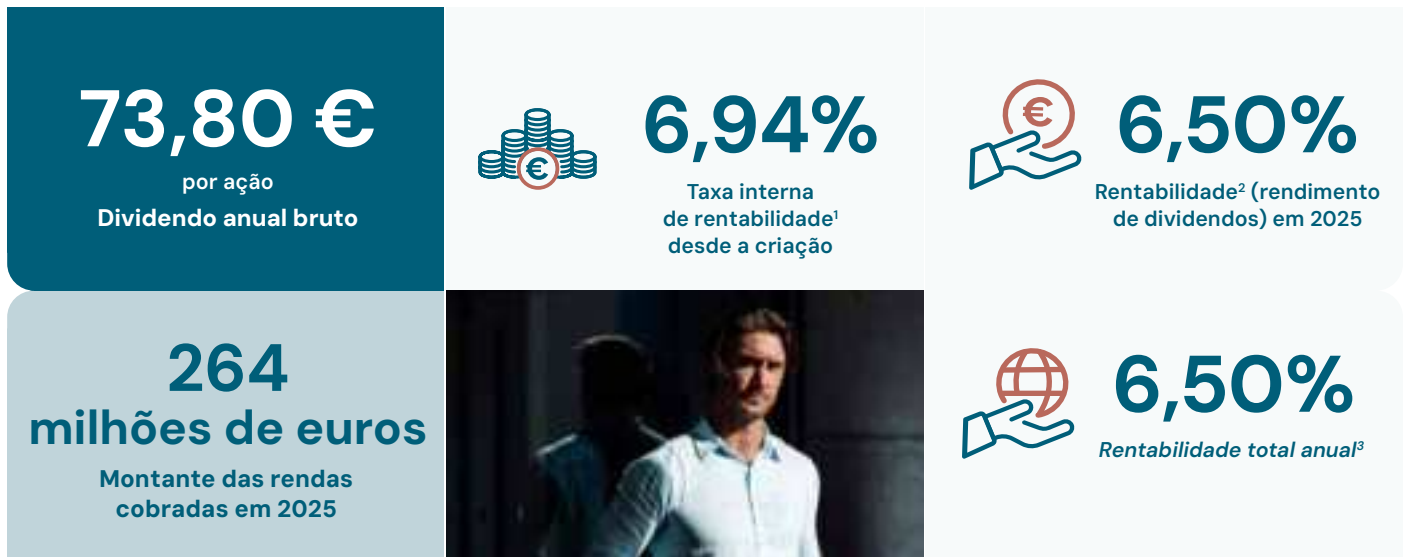 73,80 €
por ação
Dividendo anual bruto
€
6,94%
Taxa interna
de rentabilidade¹
desde a criação
€
6,50%
Rentabilidade² (rendimento
de dividendos) em 2025
264
milhões de euros
Montante das rendas
cobradas em 2025
6,50%
Rentabilidade total anual³